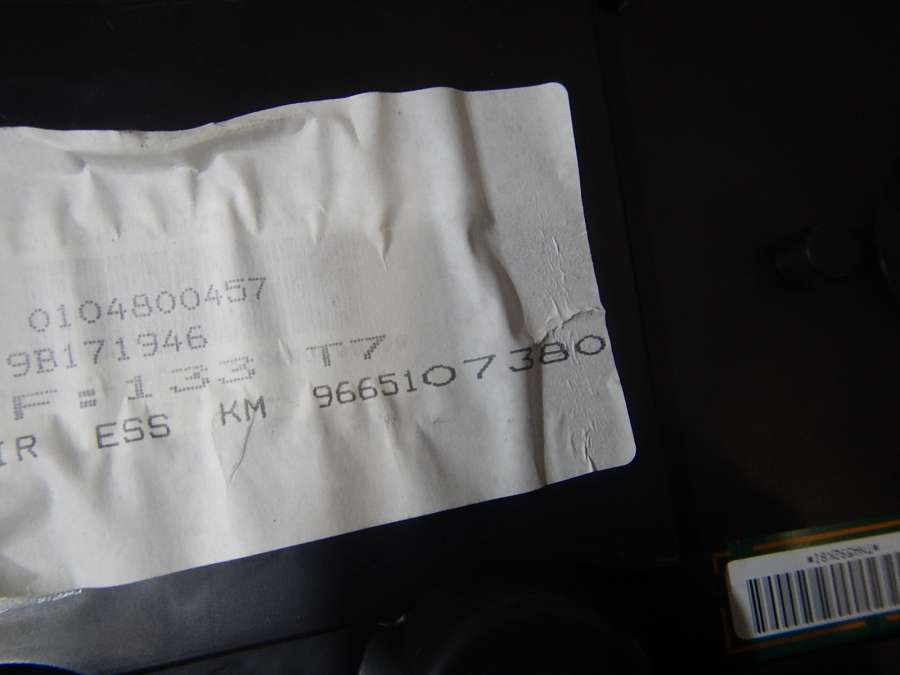 0104800457
9B171946
F=133 T7
IR ESS KM 9665107380